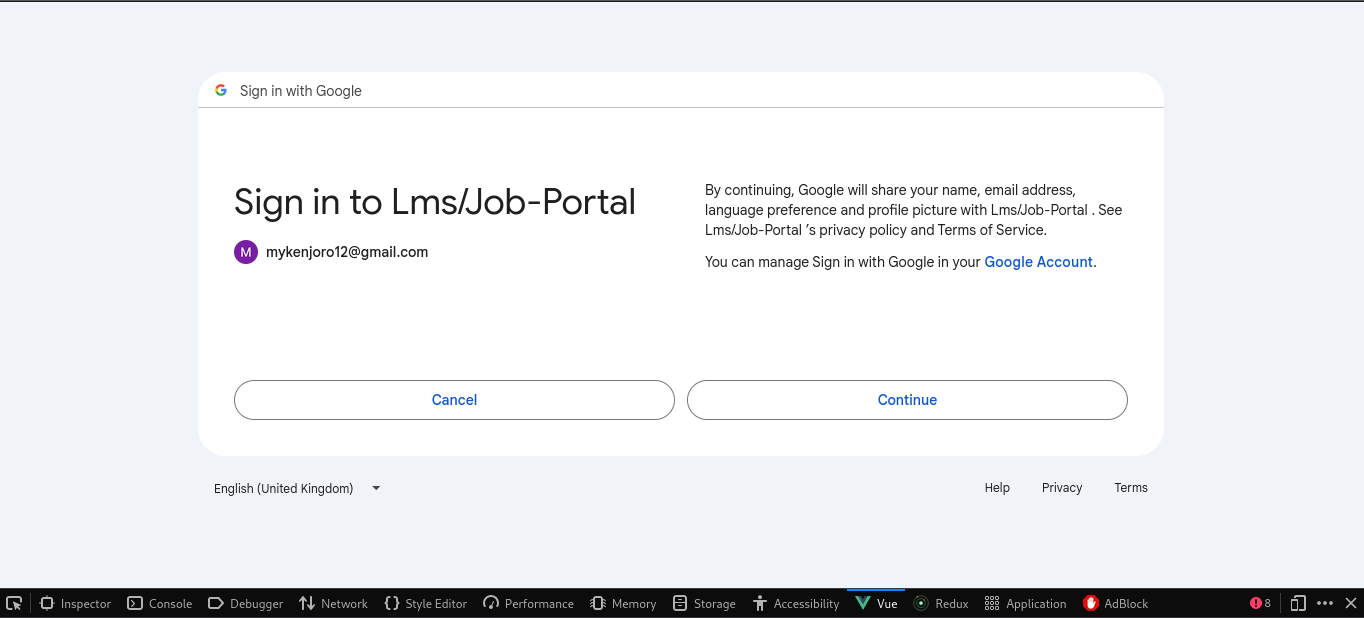 Sign in with Google
Sign in to Lms/Job-Portal
M mykenjoro12@gmail.com
By continuing, Google will share your name, email address,
language preference and profile picture with Lms/Job-Portal . See
Lms/Job-Portal 's privacy policy and Terms of Service.
You can manage Sign in with Google in your Google Account.
Cancel Continue
English (United Kingdom) Help Privacy Terms
Inspector Console Debugger Network Style Editor Performance Memory Storage Accessibility Vue Redux Application AdBlock 8